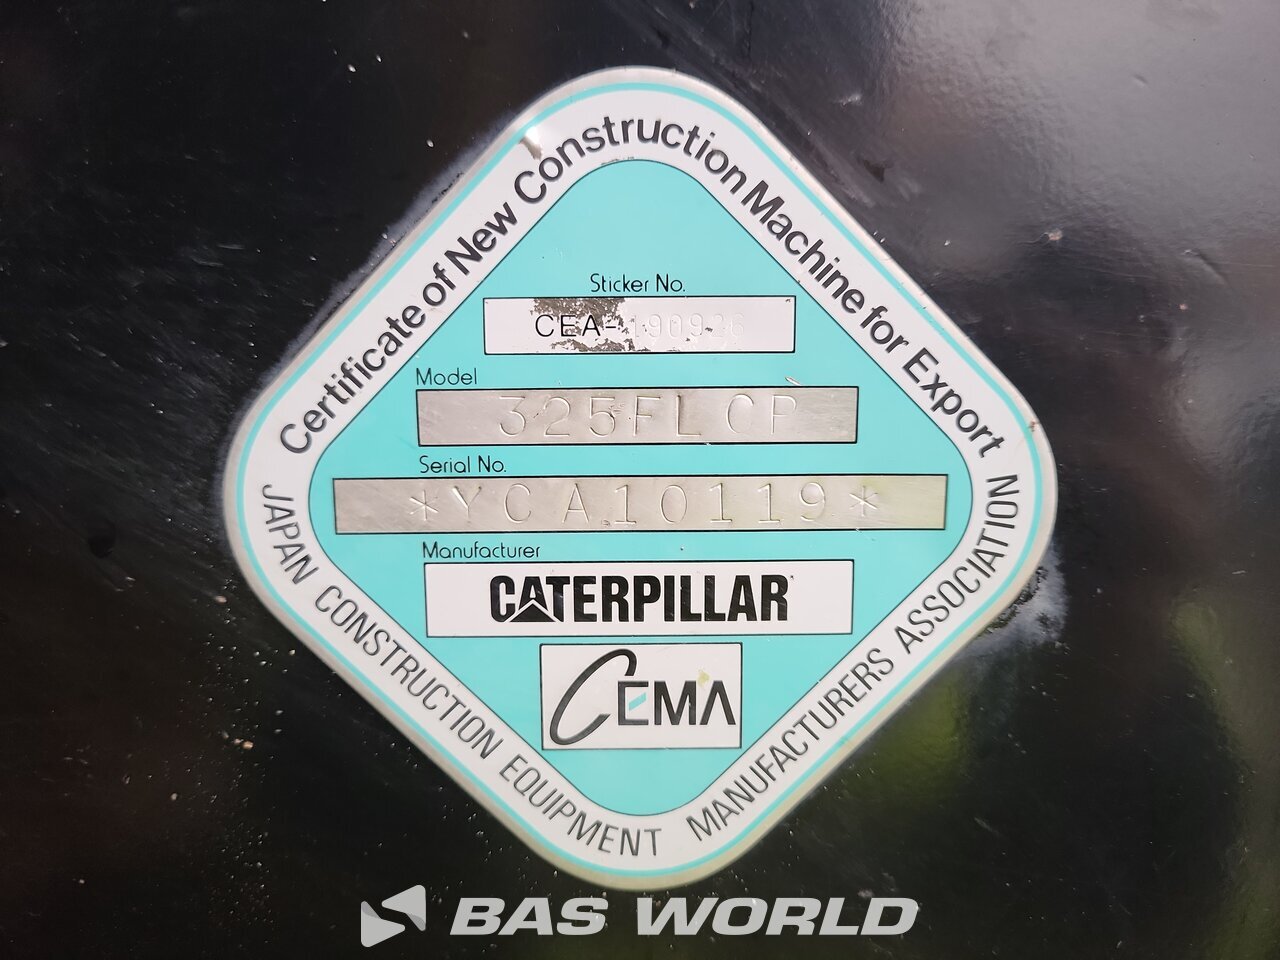 Certificate of New Construction Machine for Export
Sticker No.
CEA-
Model
325FLCP
Serial No.
*YCA10119*
Manufacturer
CATERPILLAR
CEMA
JAPAN CONSTRUCTION EQUIPMENT MANUFACTURERS ASSOCIATION
BAS WORLD